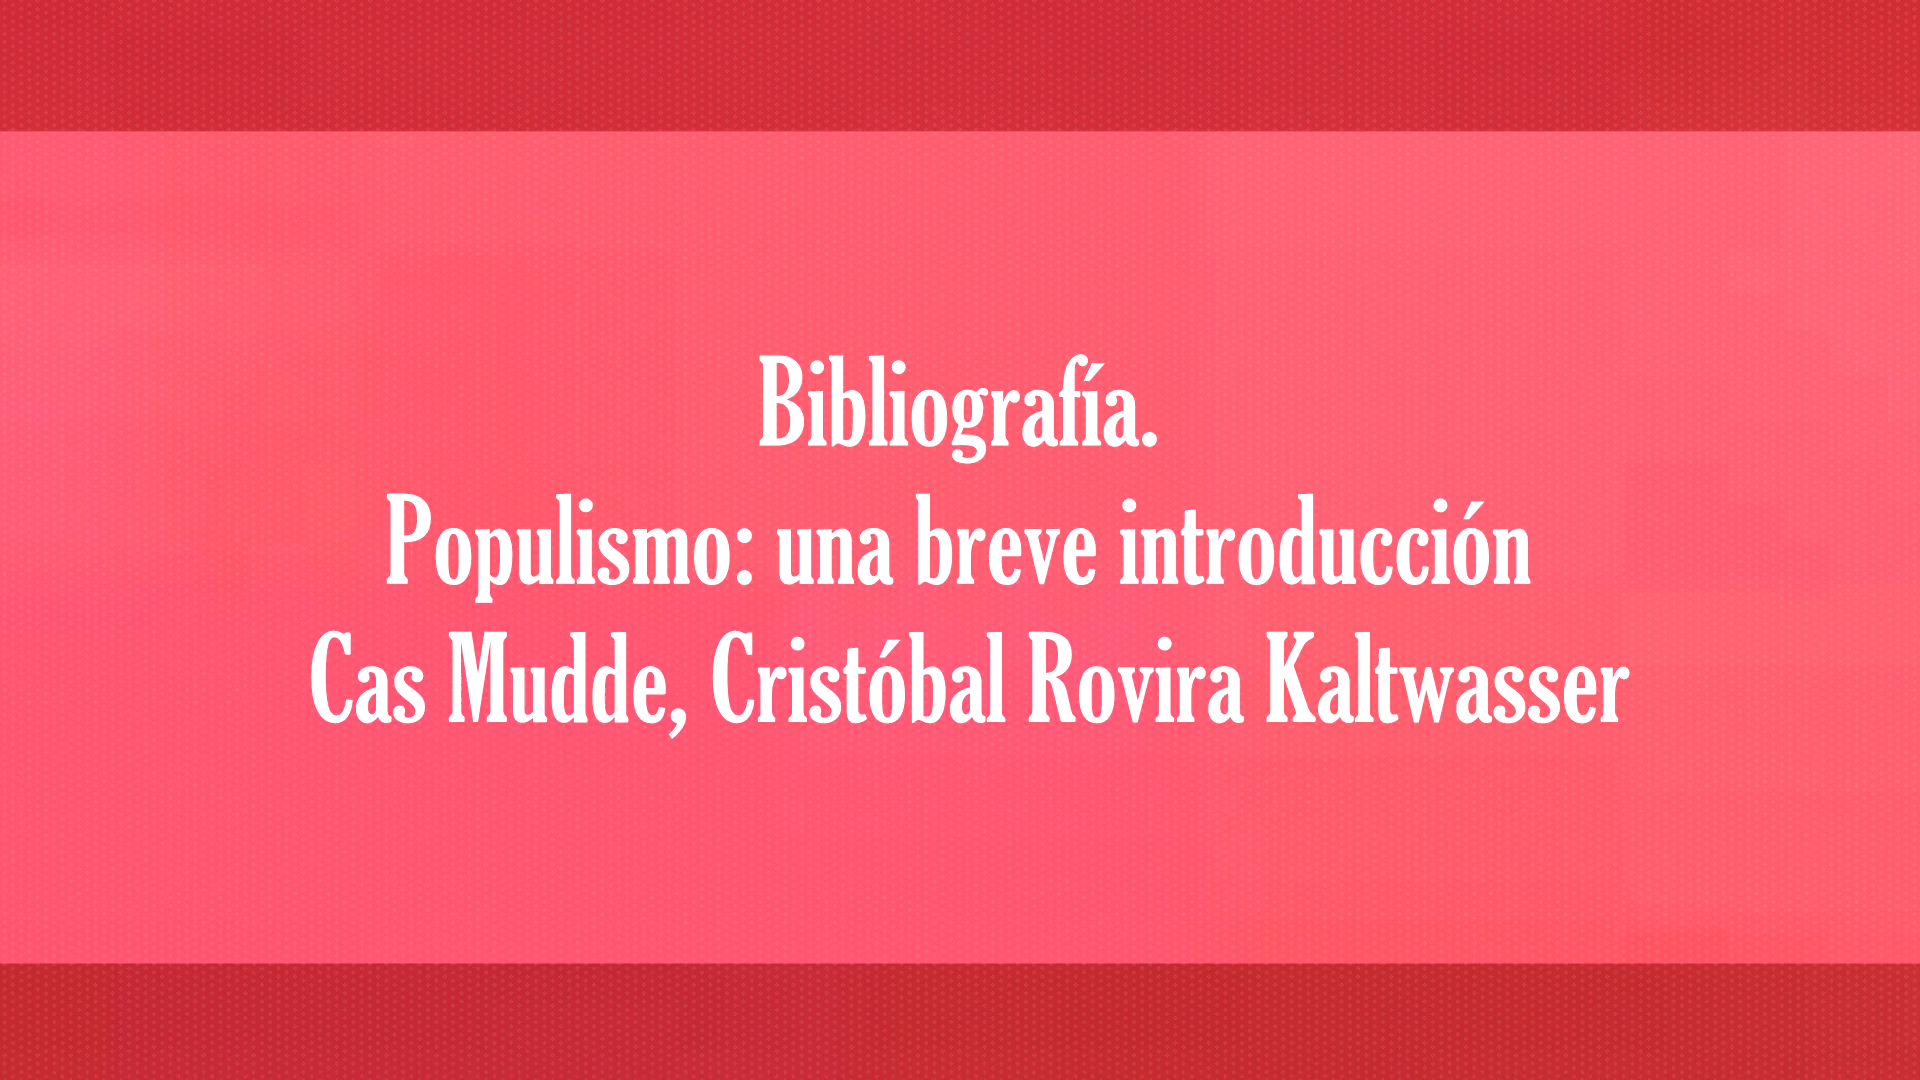 Bibliografía.
Populismo: una breve introducción
Cas Mudde, Cristóbal Rovira Kaltwasser